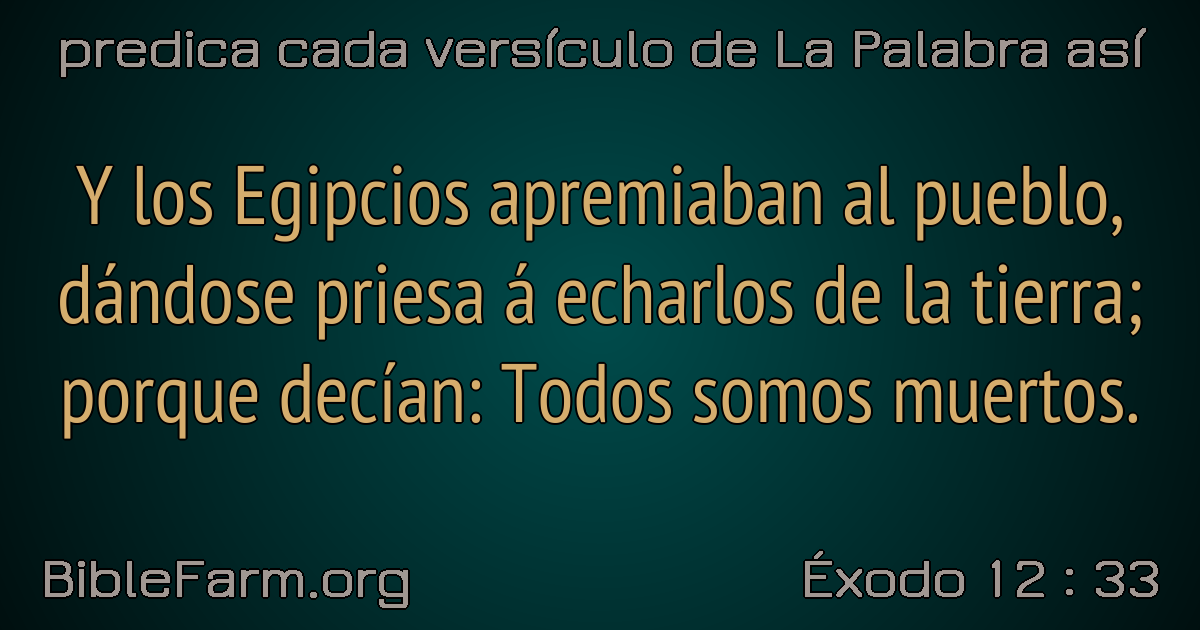 predica cada versículo de La Palabra así
Y los Egipcios apremiaban al pueblo,
dándose priesa á echarlos de la tierra;
porque decían: Todos somos muertos.
BibleFarm.org
Éxodo 12 : 33